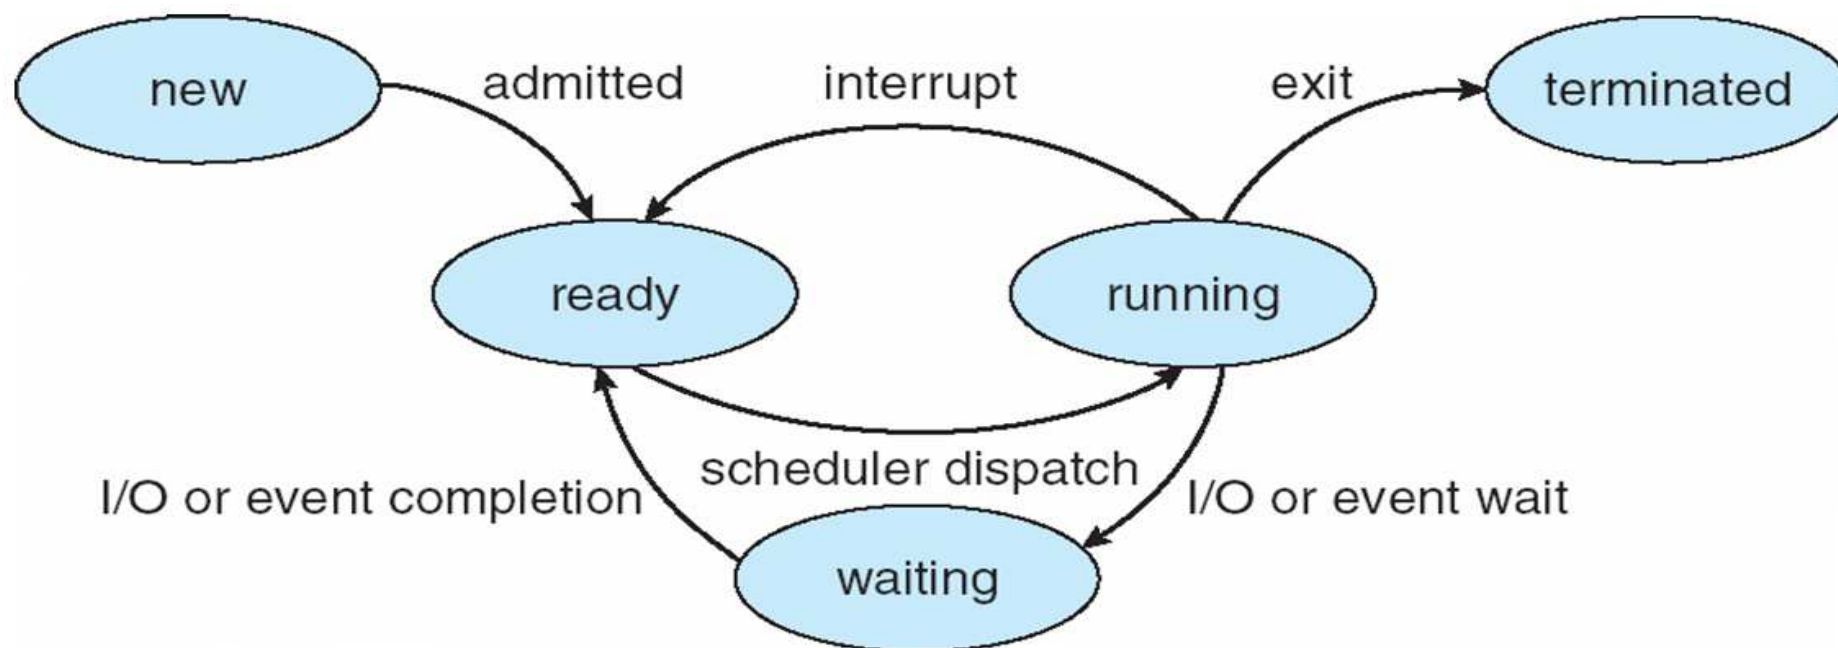 new
admitted
interrupt
exit
terminated
ready
running
scheduler dispatch
I/O or event completion
I/O or event wait
waiting